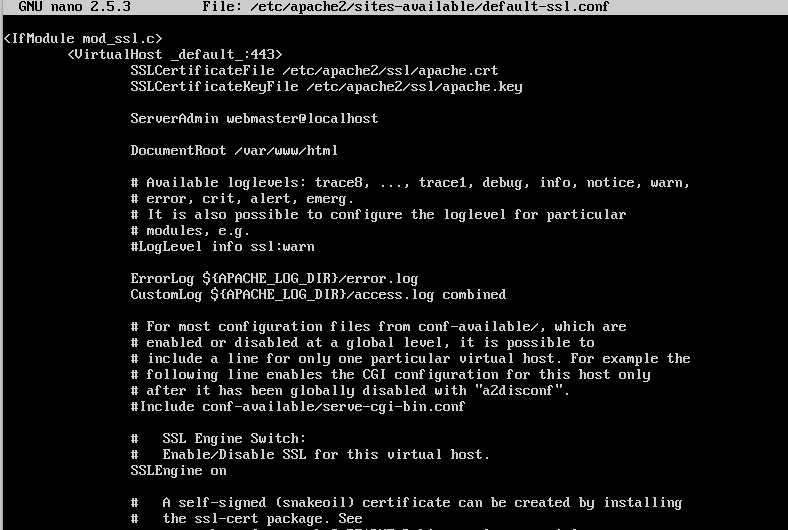 GNU nano 2.5.3 File: /etc/apache2/sites-available/default-ssl.conf
<IfModule mod_ssl.c>
<VirtualHost _default_:443>
SSLCertificateFile /etc/apache2/ssl/apache.crt
SSLCertificateKeyFile /etc/apache2/ssl/apache.key
ServerAdmin webmaster@localhost
DocumentRoot /var/www/html
# Available loglevels: trace8, ..., trace1, debug, info, notice, warn,
# error, crit, alert, emerg.
# It is also possible to configure the loglevel for particular
# modules, e.g.
#LogLevel info ssl:warn
ErrorLog ${APACHE_LOG_DIR}/error.log
CustomLog ${APACHE_LOG_DIR}/access.log combined
# For most configuration files from conf-available/, which are
# enabled or disabled at a global level, it is possible to
# include a line for only one particular virtual host. For example the
# following line enables the CGI configuration for this host only
# after it has been globally disabled with "a2disconf".
#Include conf-available/serve-cgi-bin.conf
# SSL Engine Switch:
# Enable/Disable SSL for this virtual host.
SSLEngine on
# A self-signed (snakeoil) certificate can be created by installing
# the ssl-cert package. See